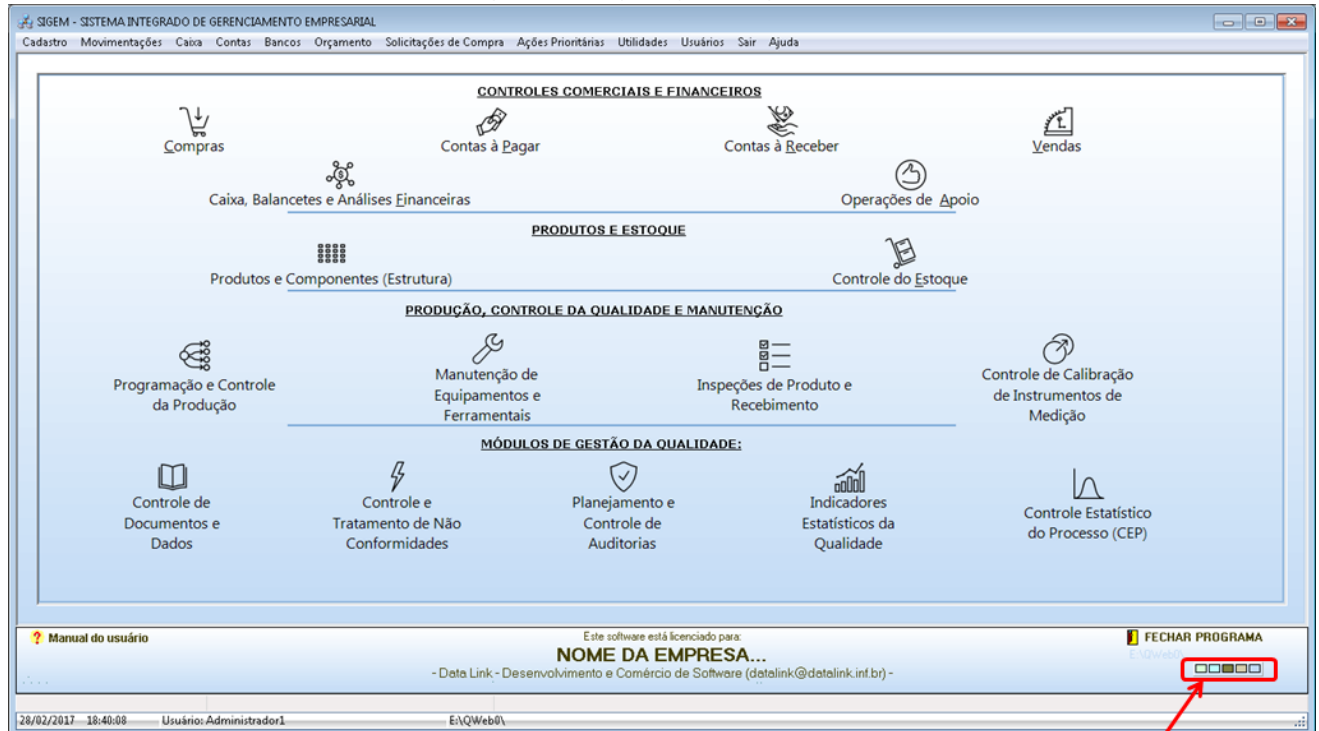 SIGEM - SISTEMA INTEGRADO DE GERENCIAMENTO EMPRESARIAL
Cadastro Movimentações Caixa Contas Bancos Orçamento Solicitações de Compra Ações Prioritárias Utilidades Usuários Sair Ajuda
CONTROLES COMERCIAIS E FINANCEIROS
Compras Contas à Pagar Contas à Receber Vendas
Caixa, Balancetes e Análises Financeiras Operações de Apoio
PRODUTOS E ESTOQUE
Produtos e Componentes (Estrutura) Controle do Estoque
PRODUÇÃO, CONTROLE DA QUALIDADE E MANUTENÇÃO
Programação e Controle
da Produção
Manutenção de
Equipamentos e
Ferramentais
Inspeções de Produto e
Recebimento
Controle de Calibração
de Instrumentos de
Medição
MÓDULOS DE GESTÃO DA QUALIDADE:
Controle de
Documentos e
Dados
Controle e
Tratamento de Não
Conformidades
Planejamento e
Controle de
Auditorias
Indicadores
Estatísticos da
Qualidade
Controle Estatístico
do Processo (CEP)
? Manual do usuário
Este software está licenciado para:
NOME DA EMPRESA...
- Data Link - Desenvolvimento e Comércio de Software (datalink@datalink.inf.br) -
FECHAR PROGRAMA
E:\QWeb0\
28/02/2017 18:40:08 Usuário: Administrador1 E:\QWeb0\